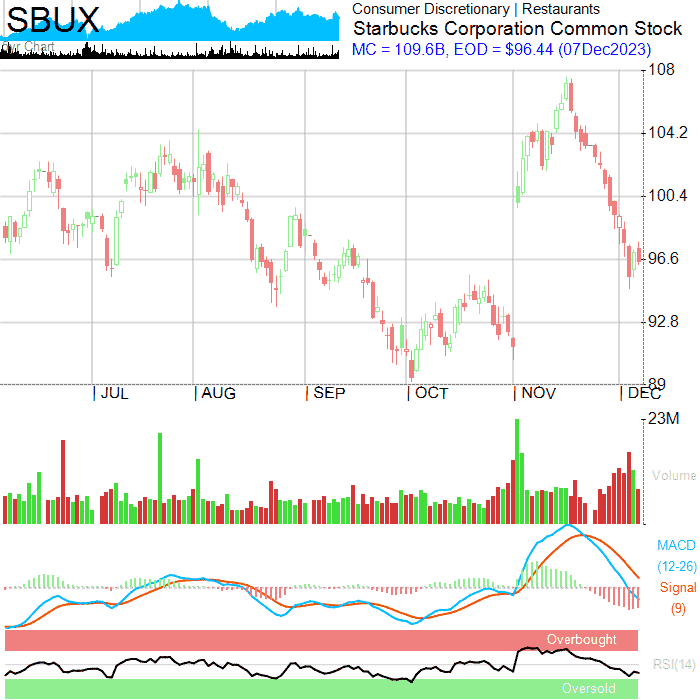 SBUX
Our Chart
Consumer Discretionary | Restaurants
Starbucks Corporation Common Stock
MC = 109.6B, EOD = $96.44 (07Dec2023)
108
104.2
100.4
96.6
92.8
89
JUL AUG SEP OCT NOV DEC
23M
Volume
MACD
(12-26)
Signal
(9)
Overbought
RSI(14)
Oversold